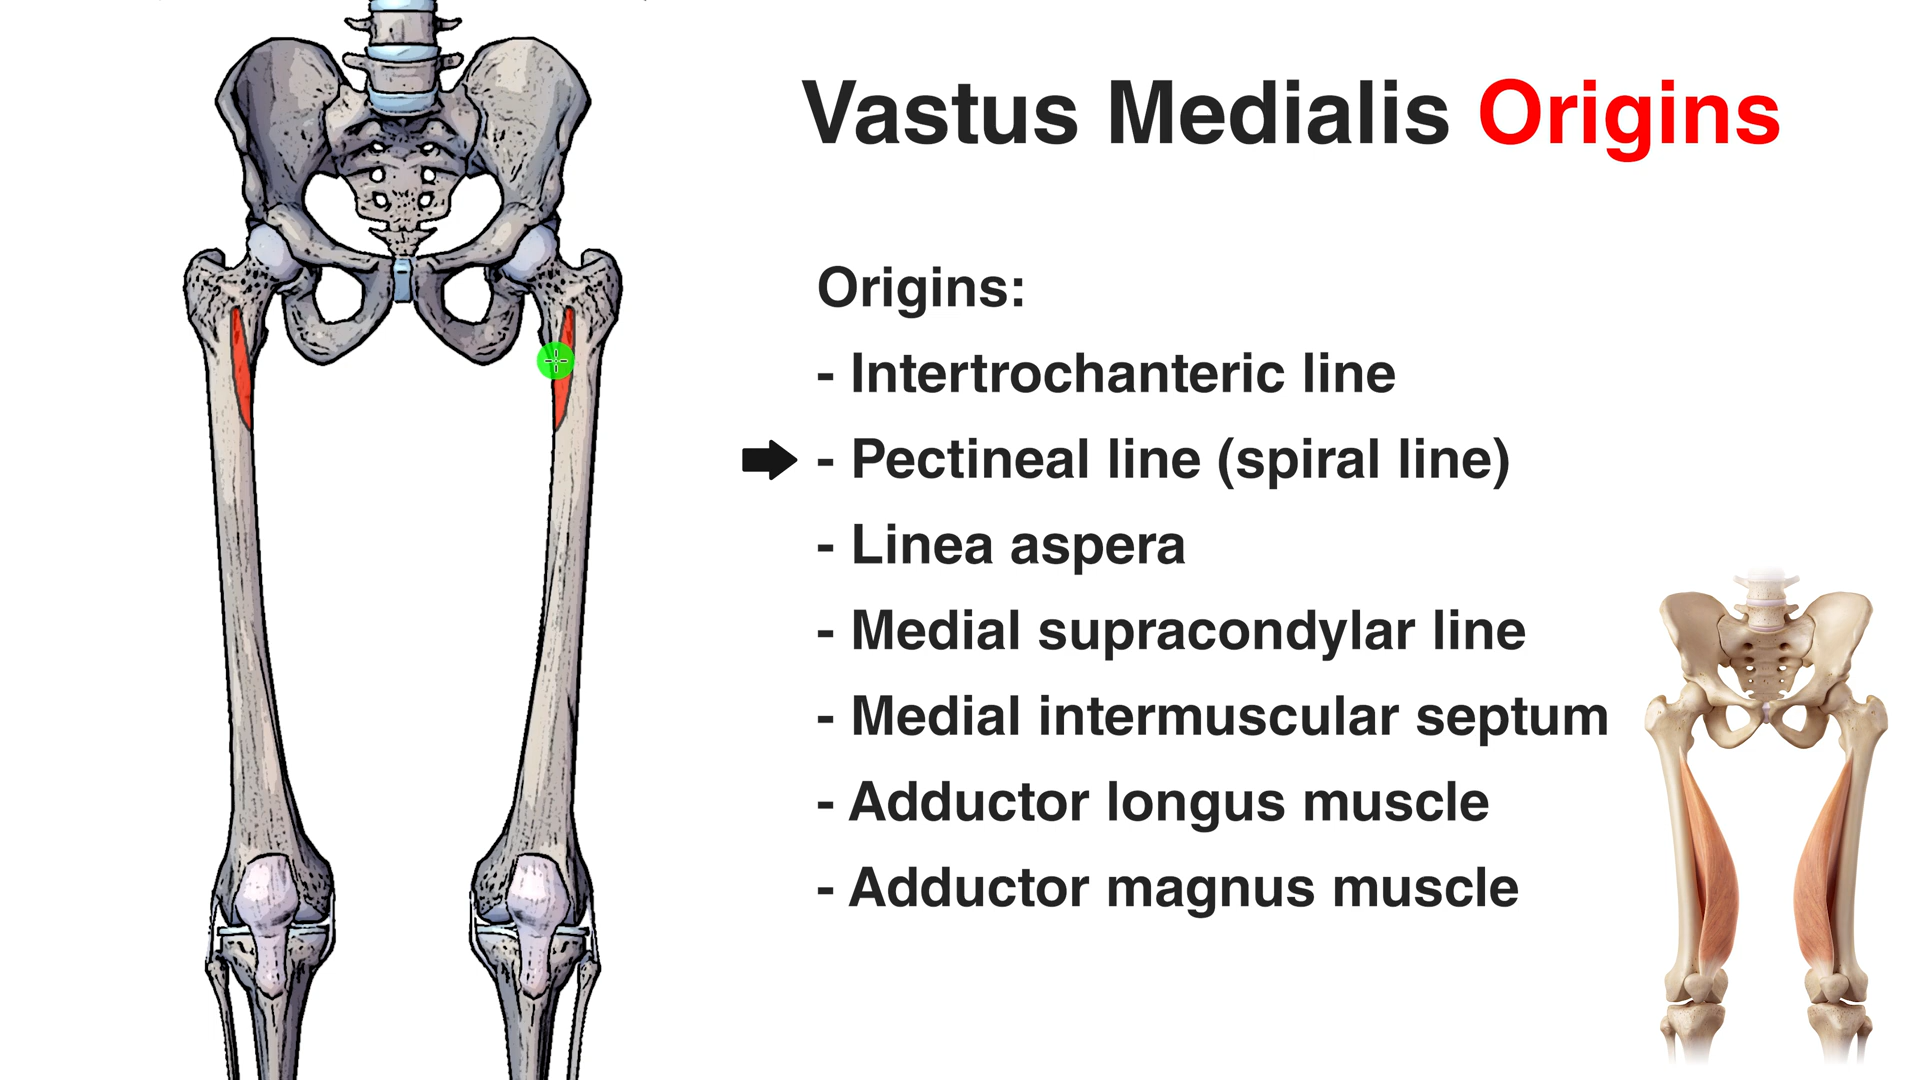 Vastus Medialis Origins
Origins:
- Intertrochanteric line
- Pectineal line (spiral line)
- Linea aspera
- Medial supracondylar line
- Medial intermuscular septum
- Adductor longus muscle
- Adductor magnus muscle